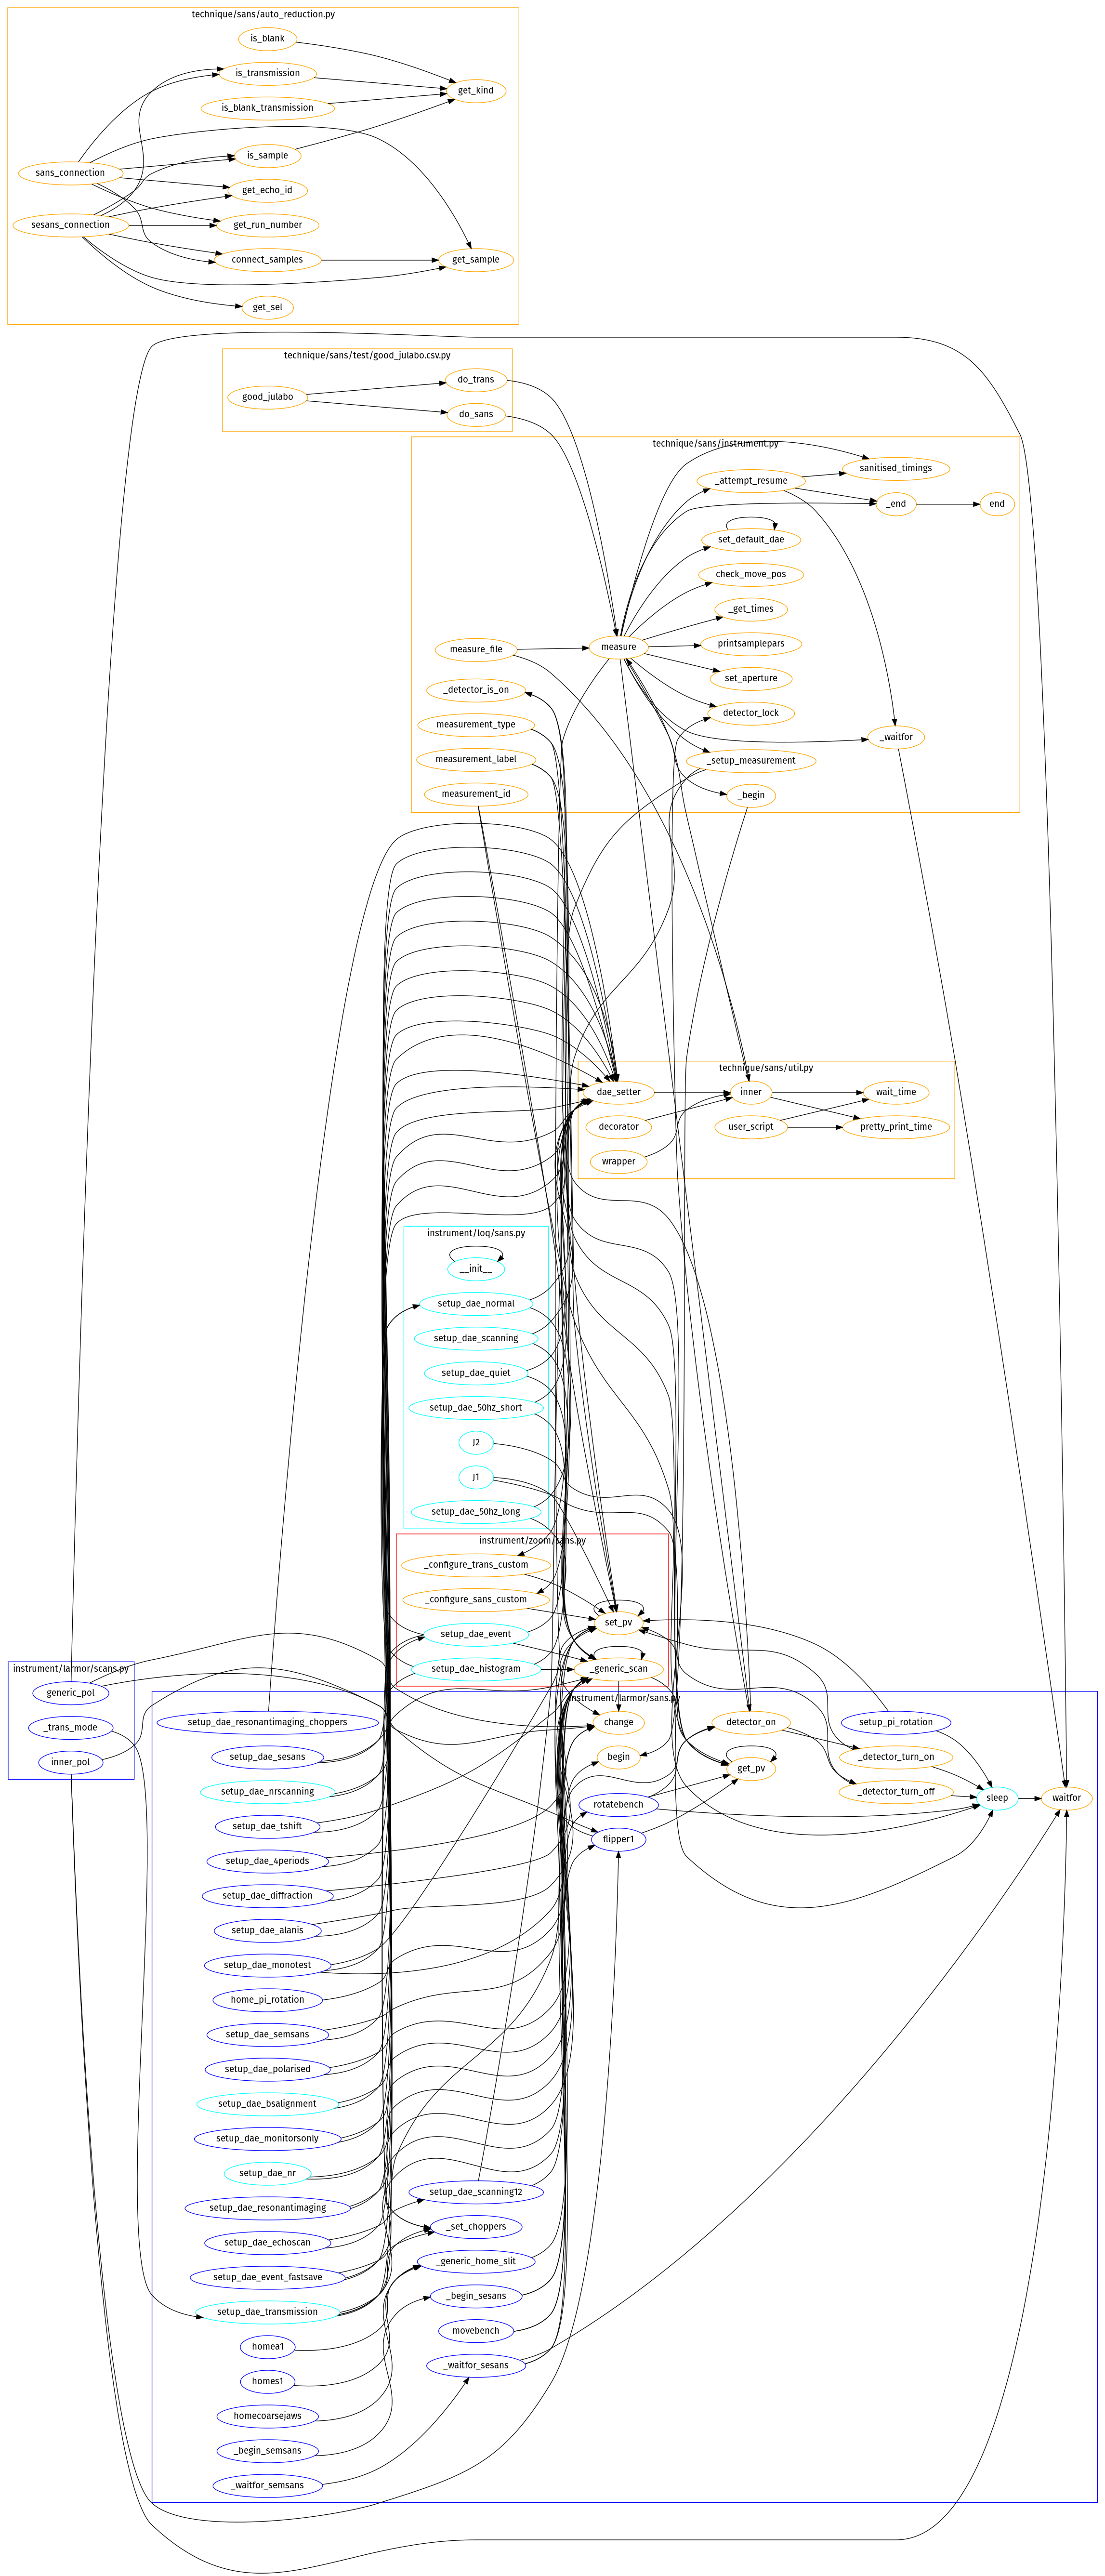 technique/sans/auto_reduction.py
is_blank
is_transmission
get_kind
is_blank_transmission
is_sample
sans_connection
get_echo_id
sesans_connection
get_run_number
connect_samples
get_sample
get_sel
technique/sans/test/good_julabo.csv.py
do_trans
good_julabo
do_sans
technique/sans/instrument.py
sanitised_timings
_attempt_resume
_end
end
set_default_dae
check_move_pos
_get_times
measure_file
measure
printsamplepars
_detector_is_on
set_aperture
measurement_type
detector_lock
_waitfor
measurement_label
_setup_measurement
measurement_id
_begin
technique/sans/util.py
dae_setter
inner
wait_time
decorator
user_script
pretty_print_time
wrapper
instrument/loq/sans.py
__init__
setup_dae_normal
setup_dae_scanning
setup_dae_quiet
setup_dae_50hz_short
J2
J1
setup_dae_50hz_long
instrument/zoom/sans.py
_configure_trans_custom
_configure_sans_custom
set_pv
setup_dae_event
setup_dae_histogram
_generic_scan
instrument/larmor/scans.py
generic_pol
_trans_mode
inner_pol
instrument/larmor/sans.py
setup_dae_resonantimaging_choppers
change
detector_on
setup_pi_rotation
setup_dae_sesans
begin
get_pv
_detector_turn_on
setup_dae_nrscanning
_detector_turn_off
sleep
waitfor
rotatebench
setup_dae_tshift
flipper1
setup_dae_4periods
setup_dae_diffraction
setup_dae_alanis
setup_dae_monotest
home_pi_rotation
setup_dae_semsans
setup_dae_polarised
setup_dae_bsalignment
setup_dae_monitorsonly
setup_dae_nr
setup_dae_scanning12
setup_dae_resonantimaging
_set_choppers
setup_dae_echoscan
_generic_home_slit
setup_dae_event_fastsave
_begin_sesans
setup_dae_transmission
movebench
homea1
_waitfor_sesans
homes1
homecoarsejaws
_begin_semsans
_waitfor_semsans